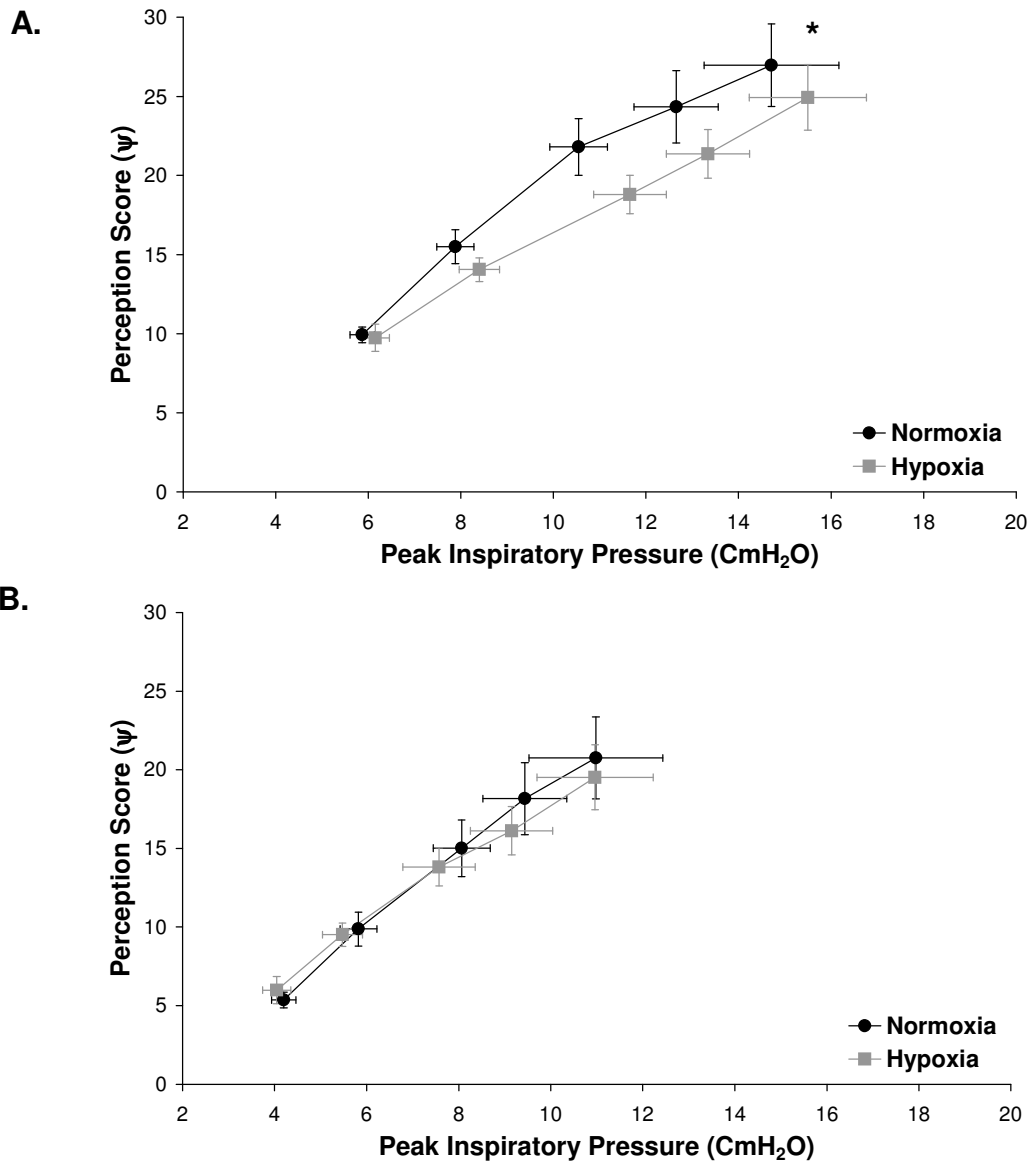 A.
*
30
25
20
15
10
5
0
Perception Score (ψ)
2 4 6 8 10 12 14 16 18 20
Peak Inspiratory Pressure (CmH₂O)
Normoxia
Hypoxia
B.
30
25
20
15
10
5
0
Perception Score (ψ)
2 4 6 8 10 12 14 16 18 20
Peak Inspiratory Pressure (CmH₂O)
Normoxia
Hypoxia